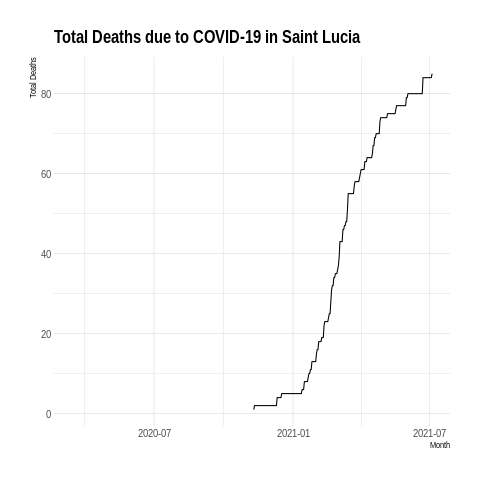 Total Deaths due to COVID-19 in Saint Lucia
Total Deaths
80
60
40
20
0
2020-07
2021-01
2021-07
Month